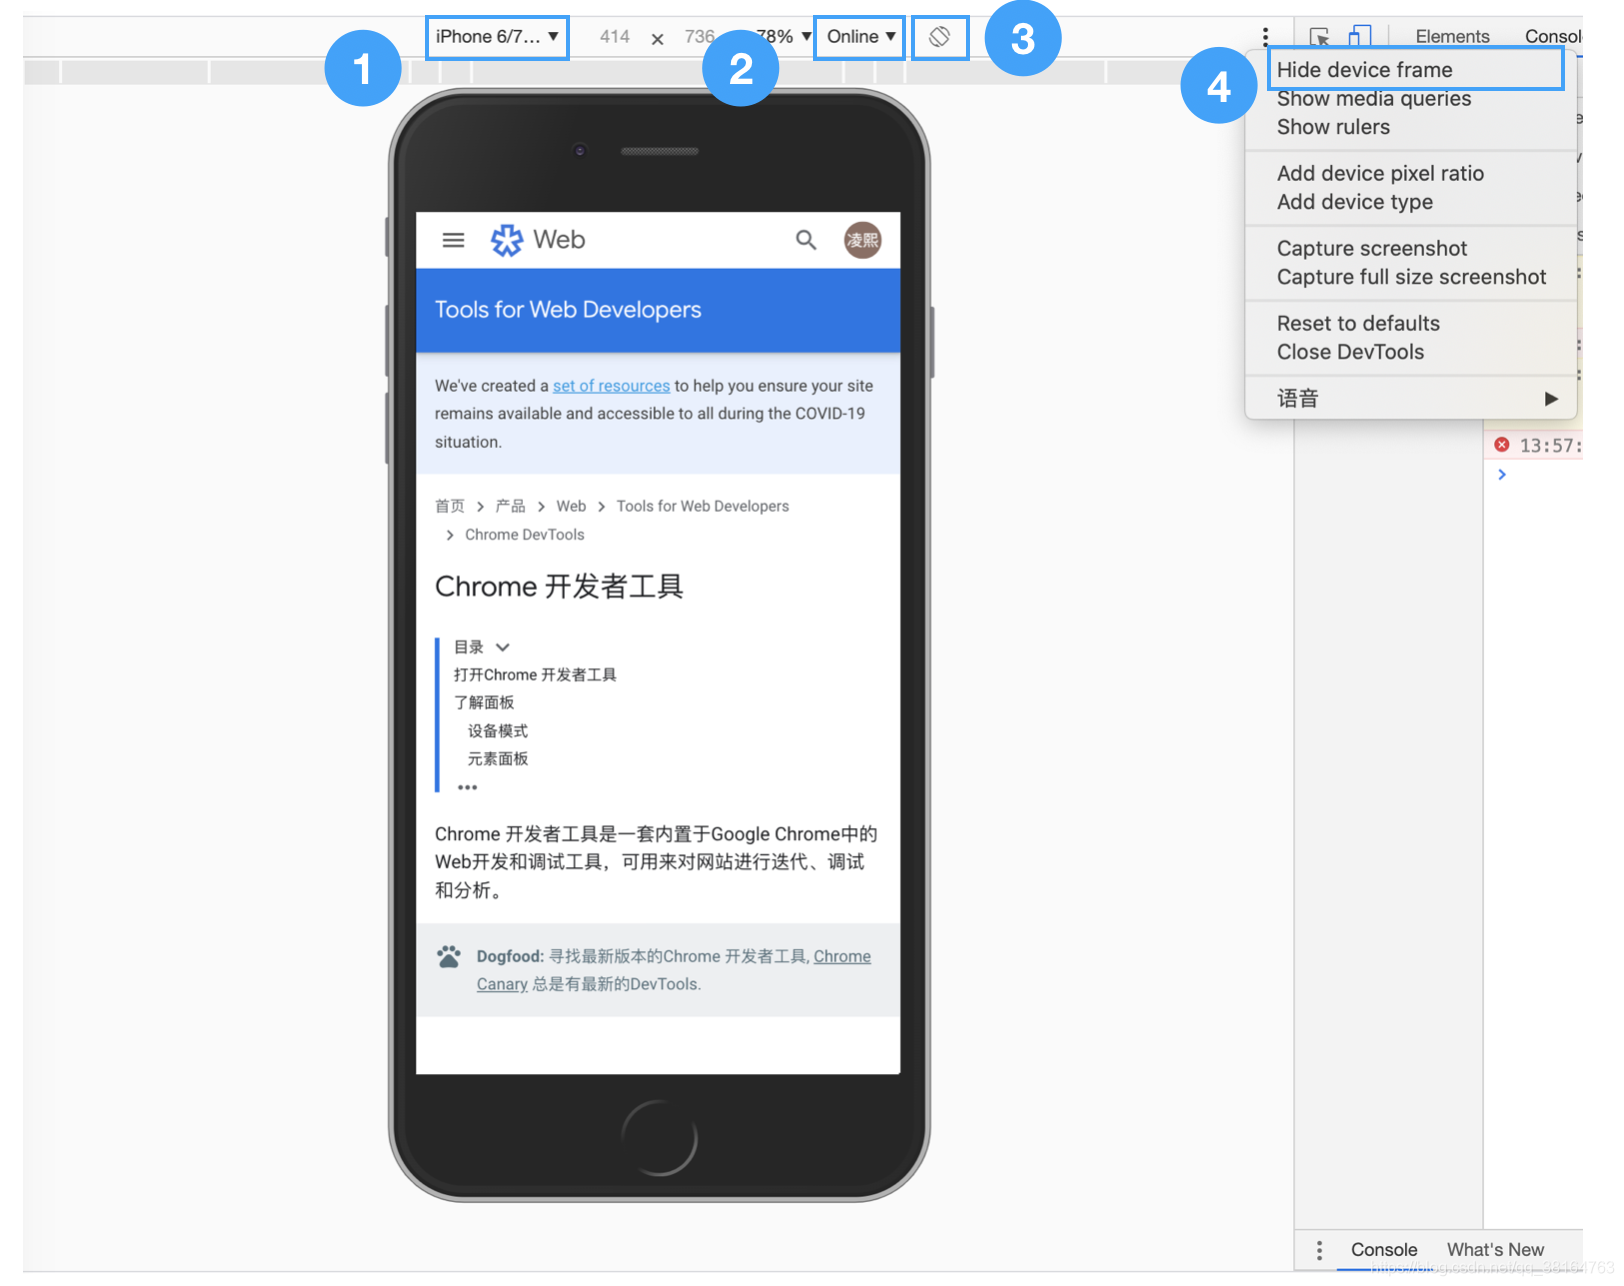 iPhone 6/7... ▼ 414 × 736 78% ▼ Online ▼
Elements Consol
1
2
3
4
Hide device frame
Show media queries
Show rulers
Add device pixel ratio
Add device type
Capture screenshot
Capture full size screenshot
Reset to defaults
Close DevTools
语音
13:57:
Web
凌熙
Tools for Web Developers
We've created a set of resources to help you ensure your site
remains available and accessible to all during the COVID-19
situation.
首页 > 产品 > Web > Tools for Web Developers
> Chrome DevTools
Chrome 开发者工具
目录
打开Chrome 开发者工具
了解面板
设备模式
元素面板
•••
Chrome 开发者工具是一套内置于Google Chrome中的
Web开发和调试工具，可用来对网站进行迭代、调试
和分析。
Dogfood: 寻找最新版本的Chrome 开发者工具, Chrome
Canary 总是有最新的DevTools.
Console What's New
https://blog.csdn.net/qq_38164763